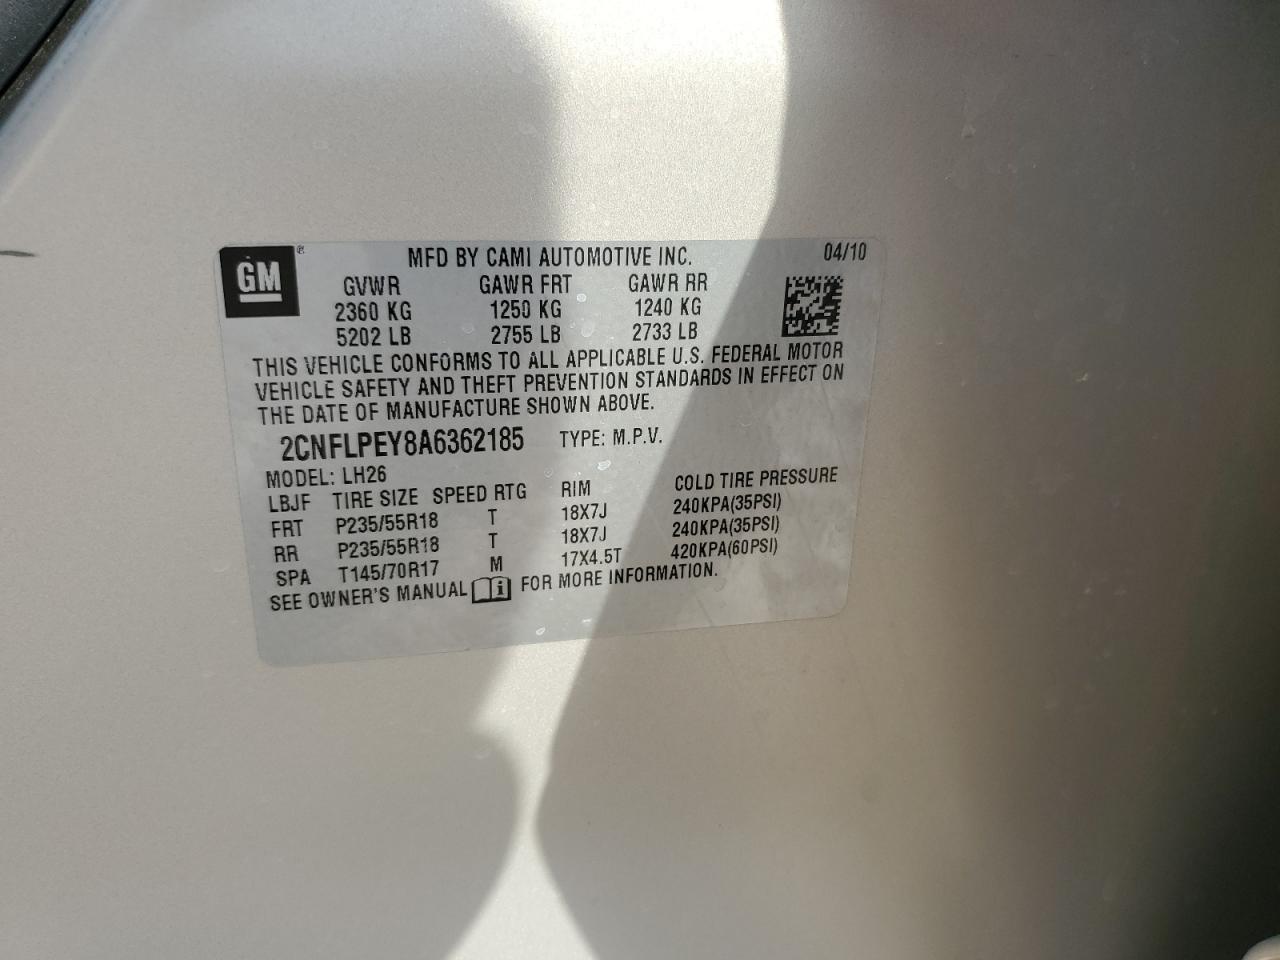 GM ® MFD BY CAMI AUTOMOTIVE INC. 04/10
GVWR GAWR FRT GAWR RR
2360 KG 1250 KG 1240 KG
5202 LB 2755 LB 2733 LB
THIS VEHICLE CONFORMS TO ALL APPLICABLE U.S. FEDERAL MOTOR
VEHICLE SAFETY AND THEFT PREVENTION STANDARDS IN EFFECT ON
THE DATE OF MANUFACTURE SHOWN ABOVE.
2CNFLPEY8A6362185 TYPE: M.P.V.
MODEL: LH26
LBJF TIRE SIZE SPEED RTG RIM COLD TIRE PRESSURE
FRT P235/55R18 T 18X7J 240KPA(35PSI)
RR P235/55R18 T 18X7J 240KPA(35PSI)
SPA T145/70R17 M 17X4.5T 420KPA(60PSI)
SEE OWNER'S MANUAL i FOR MORE INFORMATION.